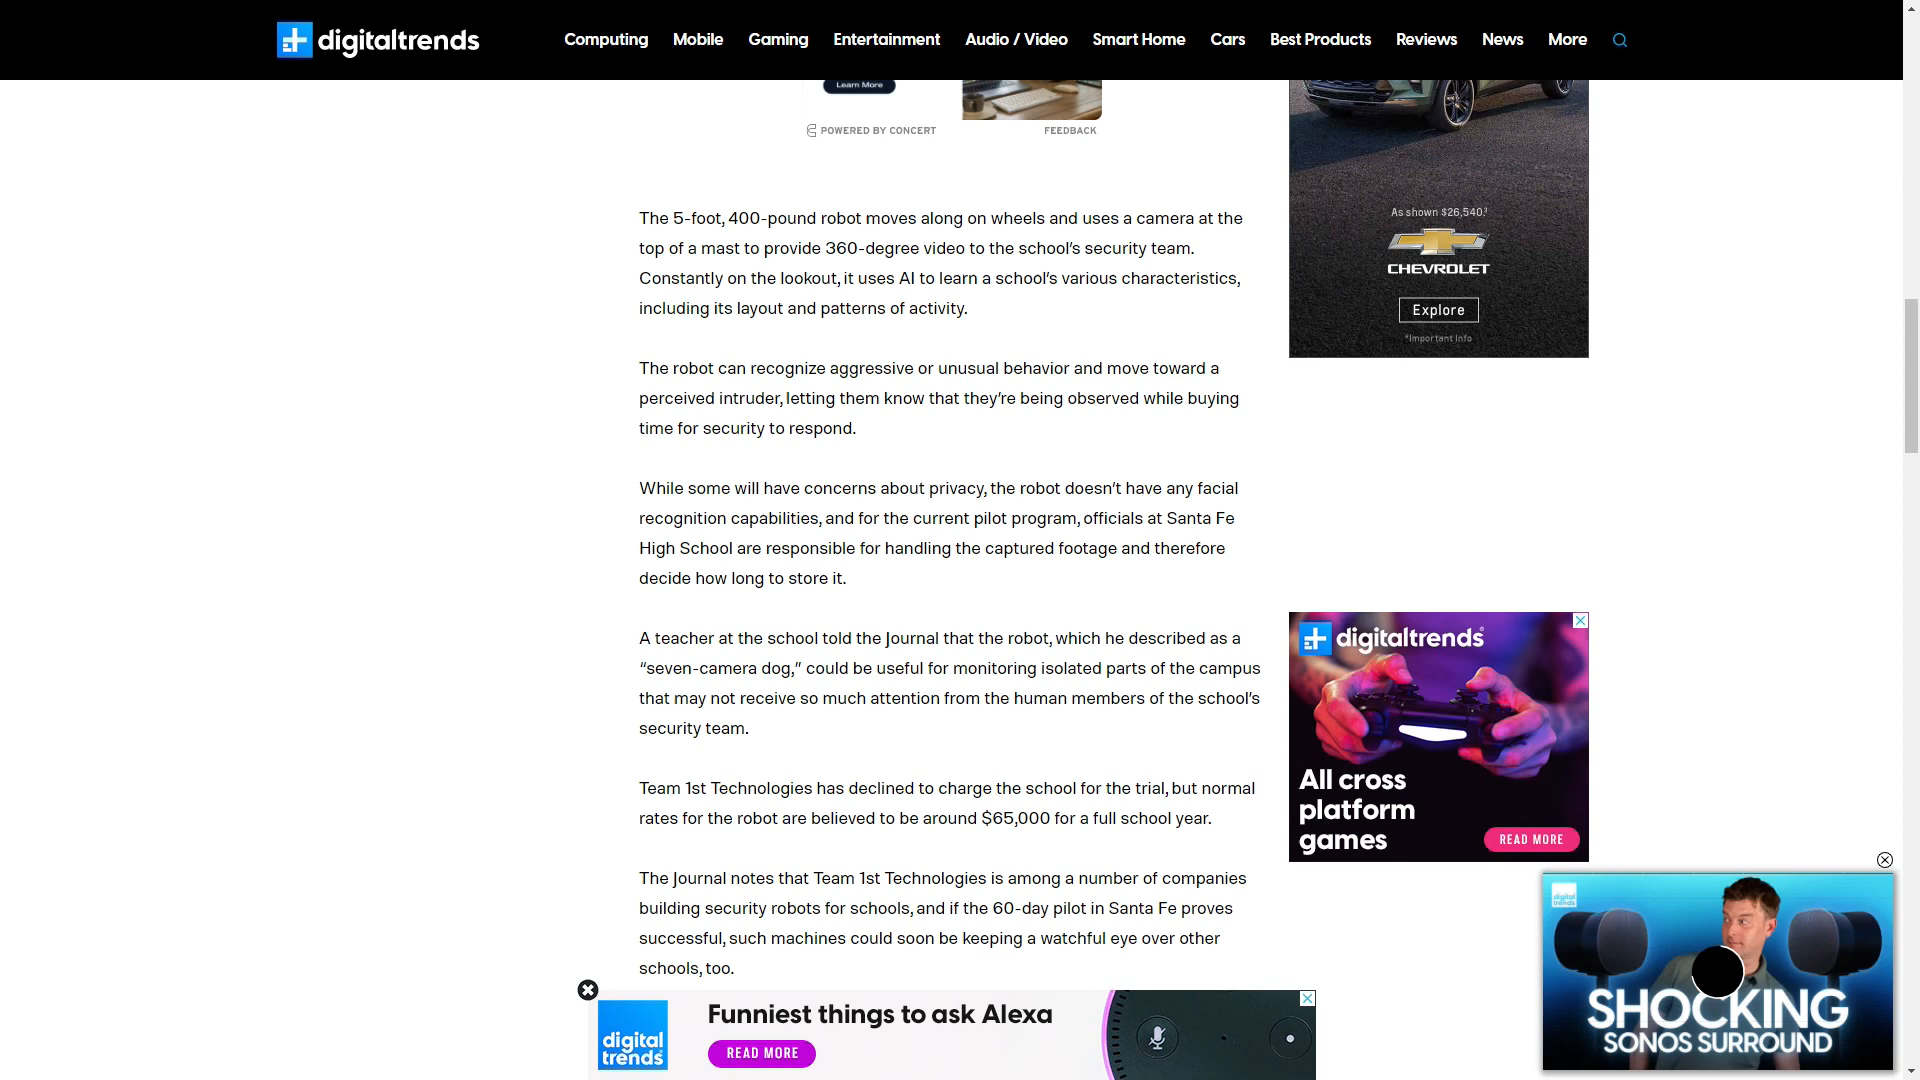 digitaltrends
Computing
Mobile
Gaming
Entertainment
Audio / Video
Smart Home
Cars
Best Products
Reviews
News
More
Learn More
POWERED BY CONCERT
FEEDBACK
The 5-foot, 400-pound robot moves along on wheels and uses a camera at the
top of a mast to provide 360-degree video to the school’s security team.
Constantly on the lookout, it uses AI to learn a school’s various characteristics,
including its layout and patterns of activity.
The robot can recognize aggressive or unusual behavior and move toward a
perceived intruder, letting them know that they’re being observed while buying
time for security to respond.
While some will have concerns about privacy, the robot doesn’t have any facial
recognition capabilities, and for the current pilot program, officials at Santa Fe
High School are responsible for handling the captured footage and therefore
decide how long to store it.
A teacher at the school told the Journal that the robot, which he described as a
“seven-camera dog,” could be useful for monitoring isolated parts of the campus
that may not receive so much attention from the human members of the school’s
security team.
Team 1st Technologies has declined to charge the school for the trial, but normal
rates for the robot are believed to be around $65,000 for a full school year.
The Journal notes that Team 1st Technologies is among a number of companies
building security robots for schools, and if the 60-day pilot in Santa Fe proves
successful, such machines could soon be keeping a watchful eye over other
schools, too.
As shown $26,540.³
CHEVROLET
Explore
*Important Info
digitaltrends
All cross
platform
games
READ MORE
digital
trends
SHOCKING
SONOS SURROUND
digital
trends
Funniest things to ask Alexa
READ MORE